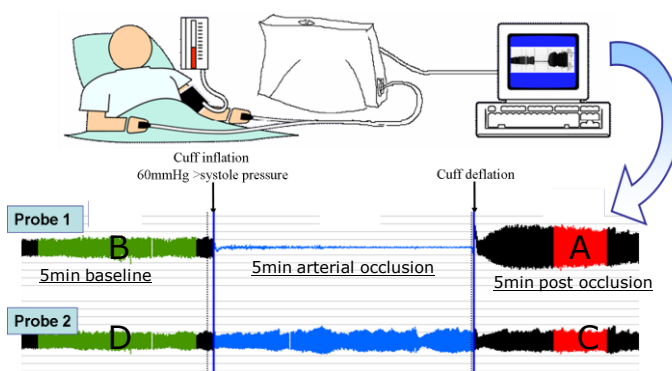 Cuff inflation
60mmHg >systole pressure
Cuff deflation
Probe 1
B
A
5min baseline
5min arterial occlusion
5min post occlusion
Probe 2
D
C